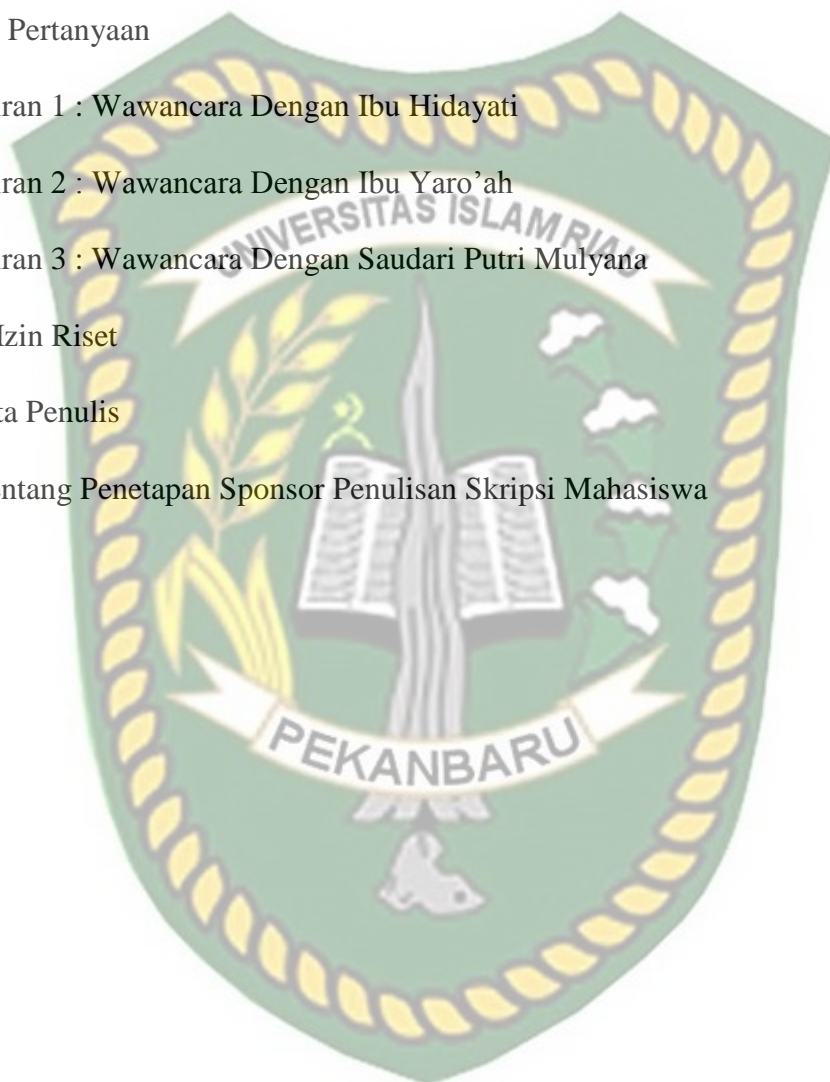 Pertanyaan
ran 1 : Wawancara Dengan Ibu Hidayati
ran 2 : Wawancara Dengan Ibu Yaro’ah
UNIVERSITAS ISLAM RIAU
ran 3 : Wawancara Dengan Saudari Putri Mulyana
Izin Riset
ta Penulis
entang Penetapan Sponsor Penulisan Skripsi Mahasiswa
PEKANBARU